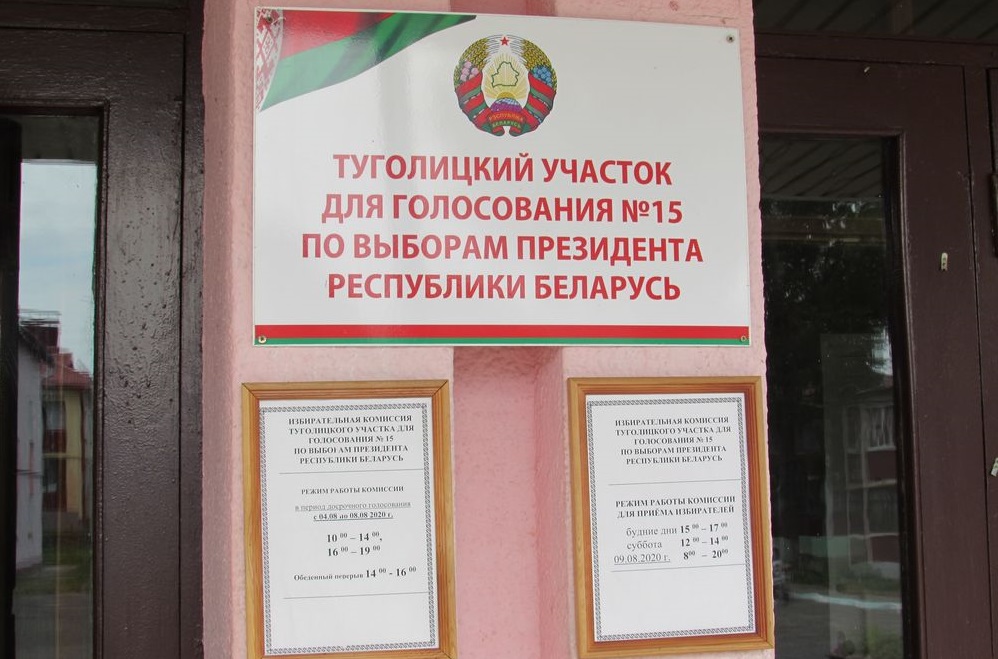 РЕСПУБЛИКА
БЕЛАРУСЬ
ТУГОЛИЦКИЙ УЧАСТОК
ДЛЯ ГОЛОСОВАНИЯ №15
ПО ВЫБОРАМ ПРЕЗИДЕНТА
РЕСПУБЛИКИ БЕЛАРУСЬ
ИЗБИРАТЕЛЬНАЯ КОМИССИЯ
ТУГОЛИЦКОГО УЧАСТКА ДЛЯ
ГОЛОСОВАНИЯ № 15
ПО ВЫБОГАМ ПРЕЗИДЕНТА
РЕСПУБЛИКИ БЕЛАРУСЬ
РЕЖИМ РАБОТЫ КОМИССИИ
в период досрочного голосования
с 04.08 по 08.08 2020 г.
10 00 – 14 00,
16 00 – 19 00
Обеденный перерыв 14 00 - 16 00
ИЗБИРАТЕЛЬНАЯ КОМИССИЯ
ТУГОЛИЦКОГО УЧАСТКА ДЛЯ
ГОЛОСОВАНИЯ № 15
ПО ВЫБОРАМ ПРЕЗИДЕНТА
РЕСПУБЛИКИ БЕЛАРУСЬ
РЕЖИМ РАБОТЫ КОМИССИИ
ДЛЯ ПРИЁМА ИЗБИРАТЕЛЕЙ
будние дни 15 00 – 17 00
суббота 12 00 – 14 00
09.08.2020 г. 8 00 – 20 00